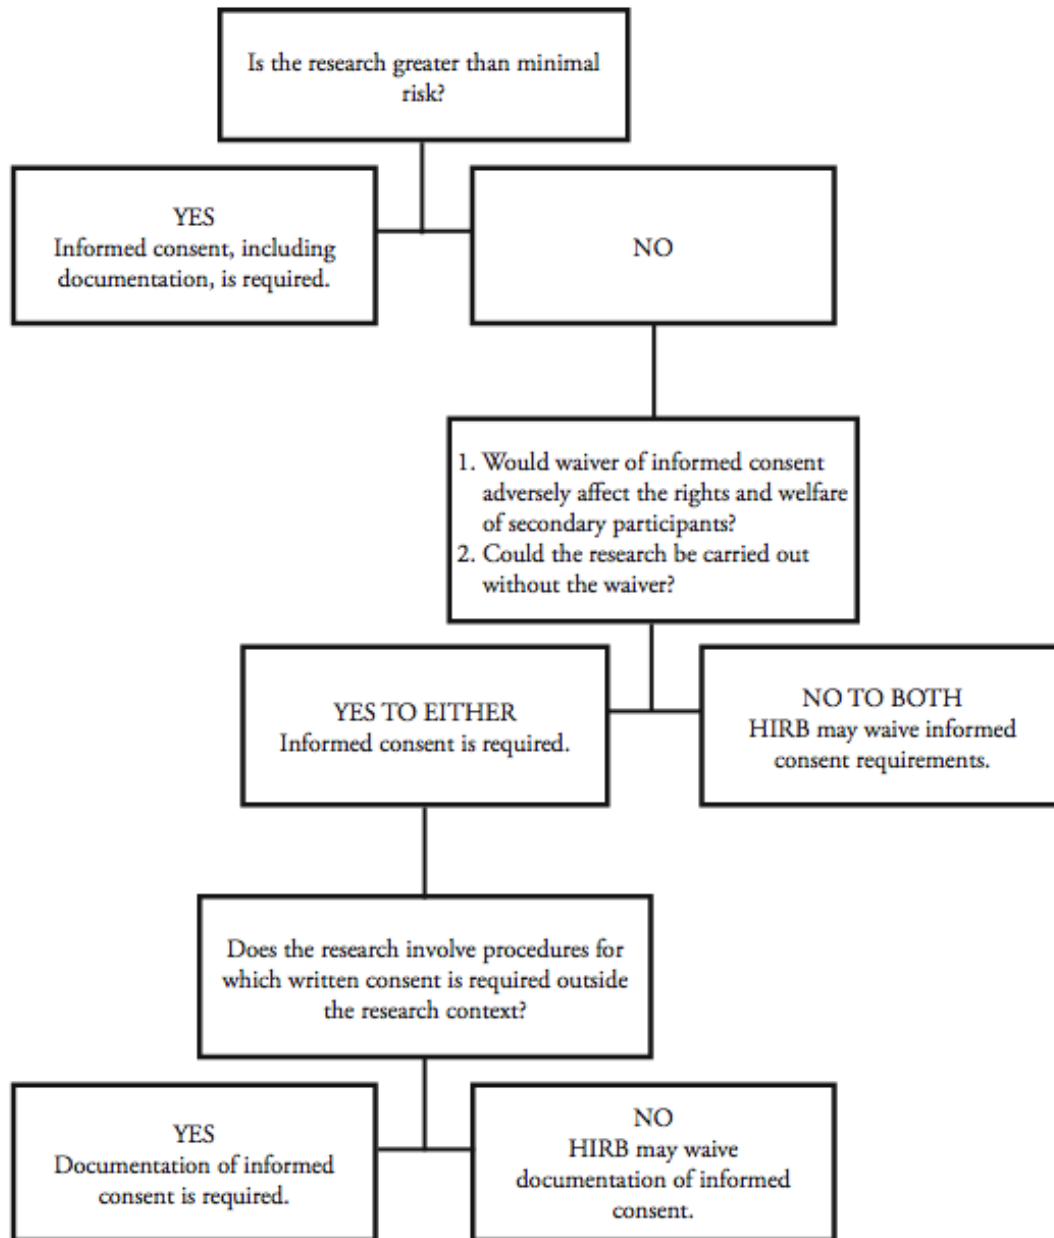 Is the research greater than minimal
risk?
YES
Informed consent, including
documentation, is required.
NO
1. Would waiver of informed consent
adversely affect the rights and welfare
of secondary participants?
2. Could the research be carried out
without the waiver?
YES TO EITHER
Informed consent is required.
NO TO BOTH
HIRB may waive informed
consent requirements.
Does the research involve procedures for
which written consent is required outside
the research context?
YES
Documentation of informed
consent is required.
NO
HIRB may waive
documentation of informed
consent.